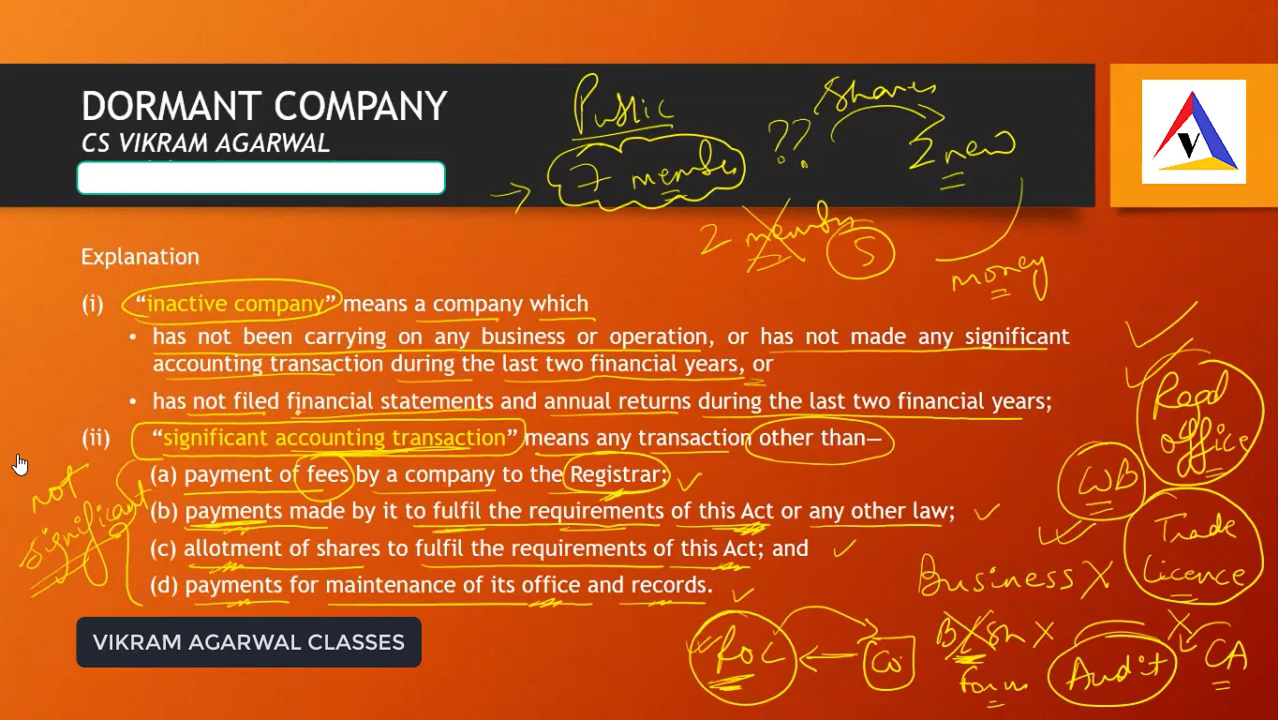 DORMANT COMPANY
CS VIKRAM AGARWAL
Public
7 members
??
Shares
2 new
2 members
5
money
Explanation
(i) “inactive company” means a company which
• has not been carrying on any business or operation, or has not made any significant
accounting transaction during the last two financial years, or
• has not filed financial statements and annual returns during the last two financial years;
(ii) “significant accounting transaction” means any transaction other than—
(a) payment of fees by a company to the Registrar;
(b) payments made by it to fulfil the requirements of this Act or any other law;
(c) allotment of shares to fulfil the requirements of this Act; and
(d) payments for maintenance of its office and records.
not
significant
Regd
office
WB
Trade
Licence
Business X
ROC
Co
form
Audit
CA
VIKRAM AGARWAL CLASSES
V